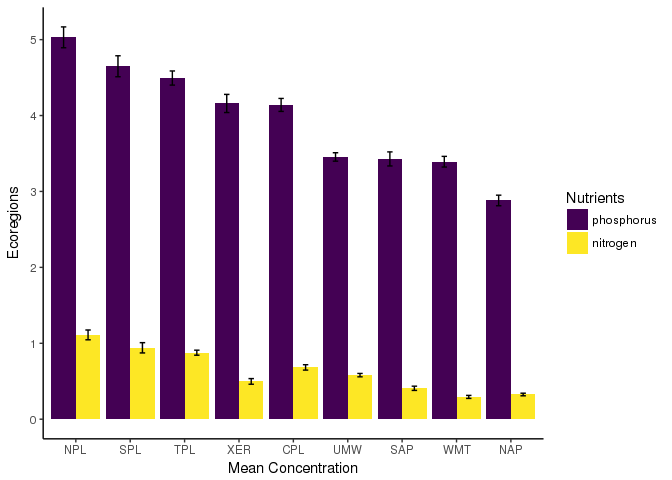 5
4
3
2
1
0
Ecoregions
NPL SPL TPL XER CPL UMW SAP WMT NAP
Mean Concentration
Nutrients
phosphorus
nitrogen